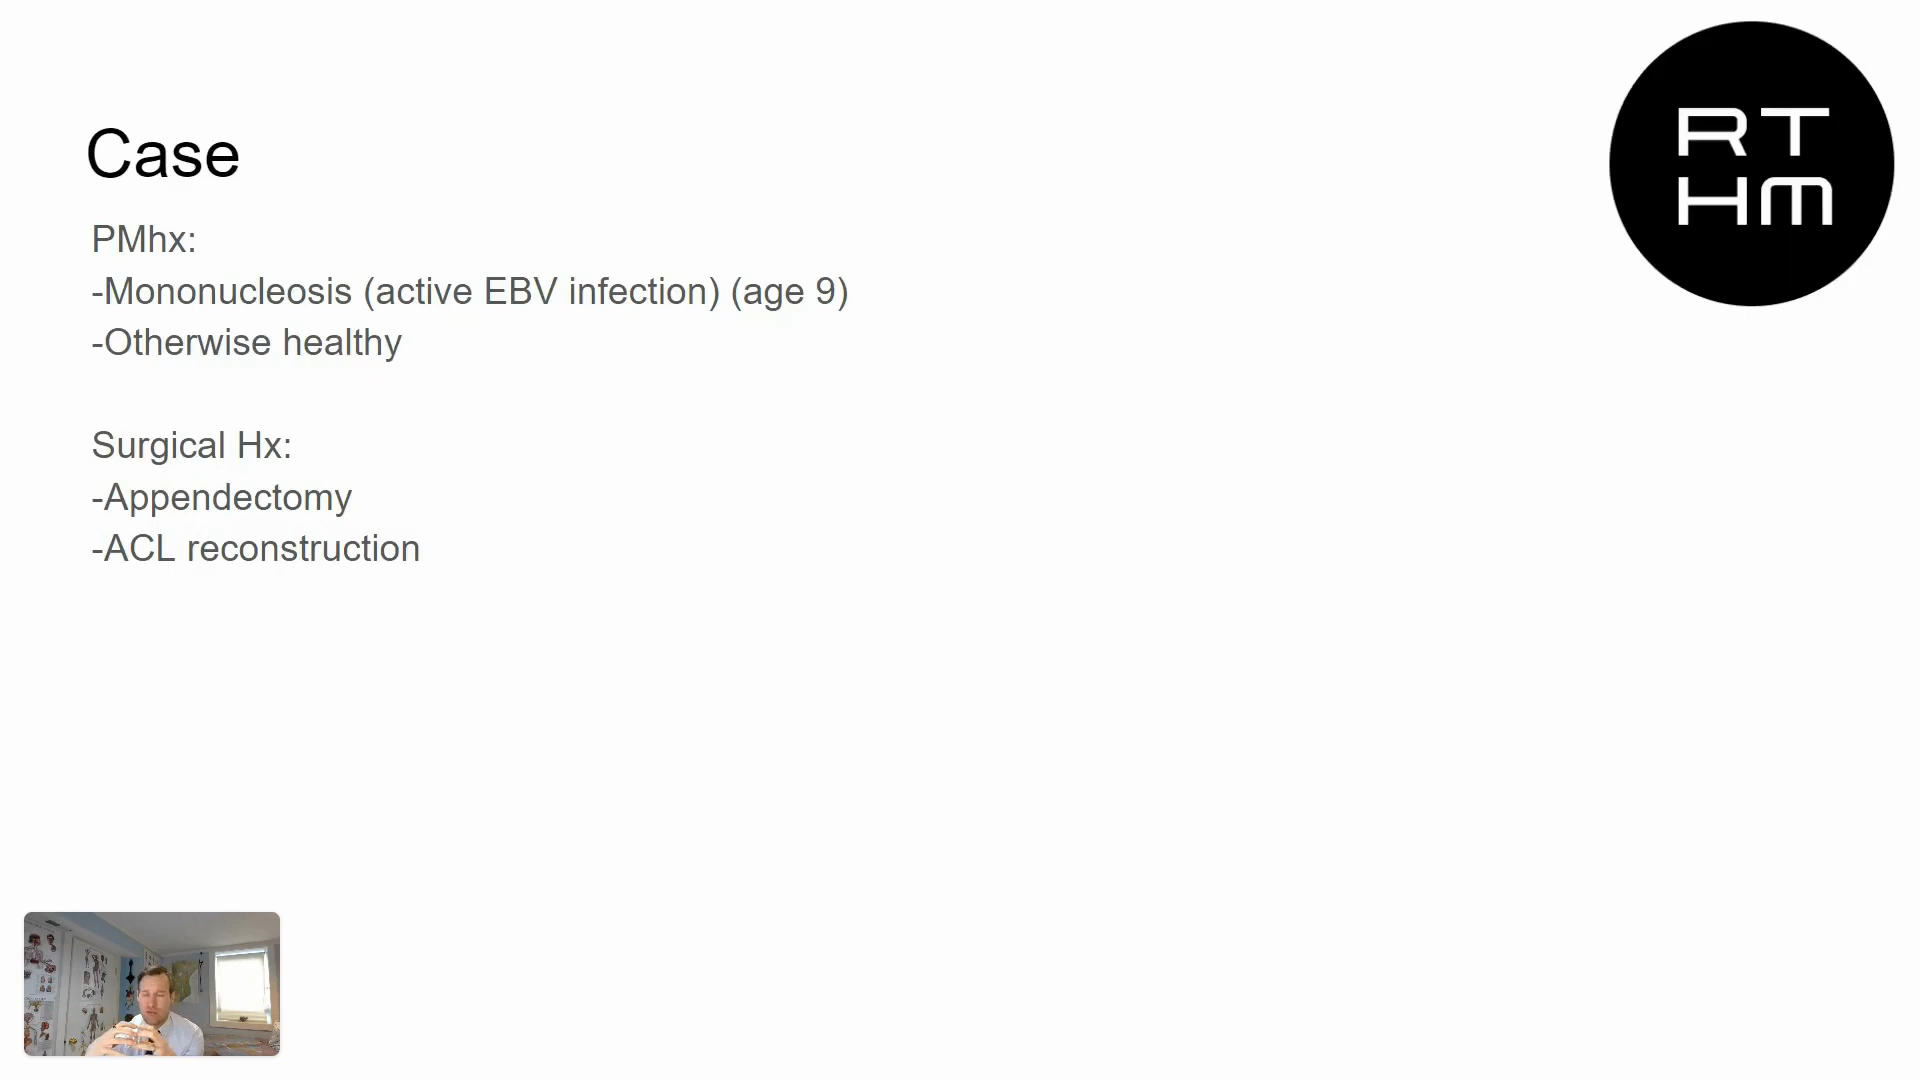 Case
PMhx:
-Mononucleosis (active EBV infection) (age 9)
-Otherwise healthy
Surgical Hx:
-Appendectomy
-ACL reconstruction
RT
HM